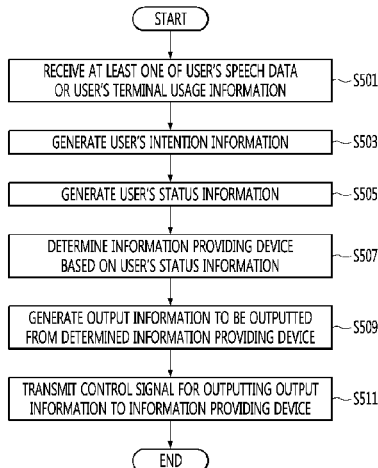 START
RECEIVE AT LEAST ONE OF USER'S SPEECH DATA
OR USER'S TERMINAL USAGE INFORMATION
S501
GENERATE USER'S INTENTION INFORMATION
S503
GENERATE USER'S STATUS INFORMATION
S505
DETERMINE INFORMATION PROVIDING DEVICE
BASED ON USER'S STATUS INFORMATION
S507
GENERATE OUTPUT INFORMATION TO BE OUTPUTTED
FROM DETERMINED INFORMATION PROVIDING DEVICE
S509
TRANSMIT CONTROL SIGNAL FOR OUTPUTTING OUTPUT
INFORMATION TO INFORMATION PROVIDING DEVICE
S511
END